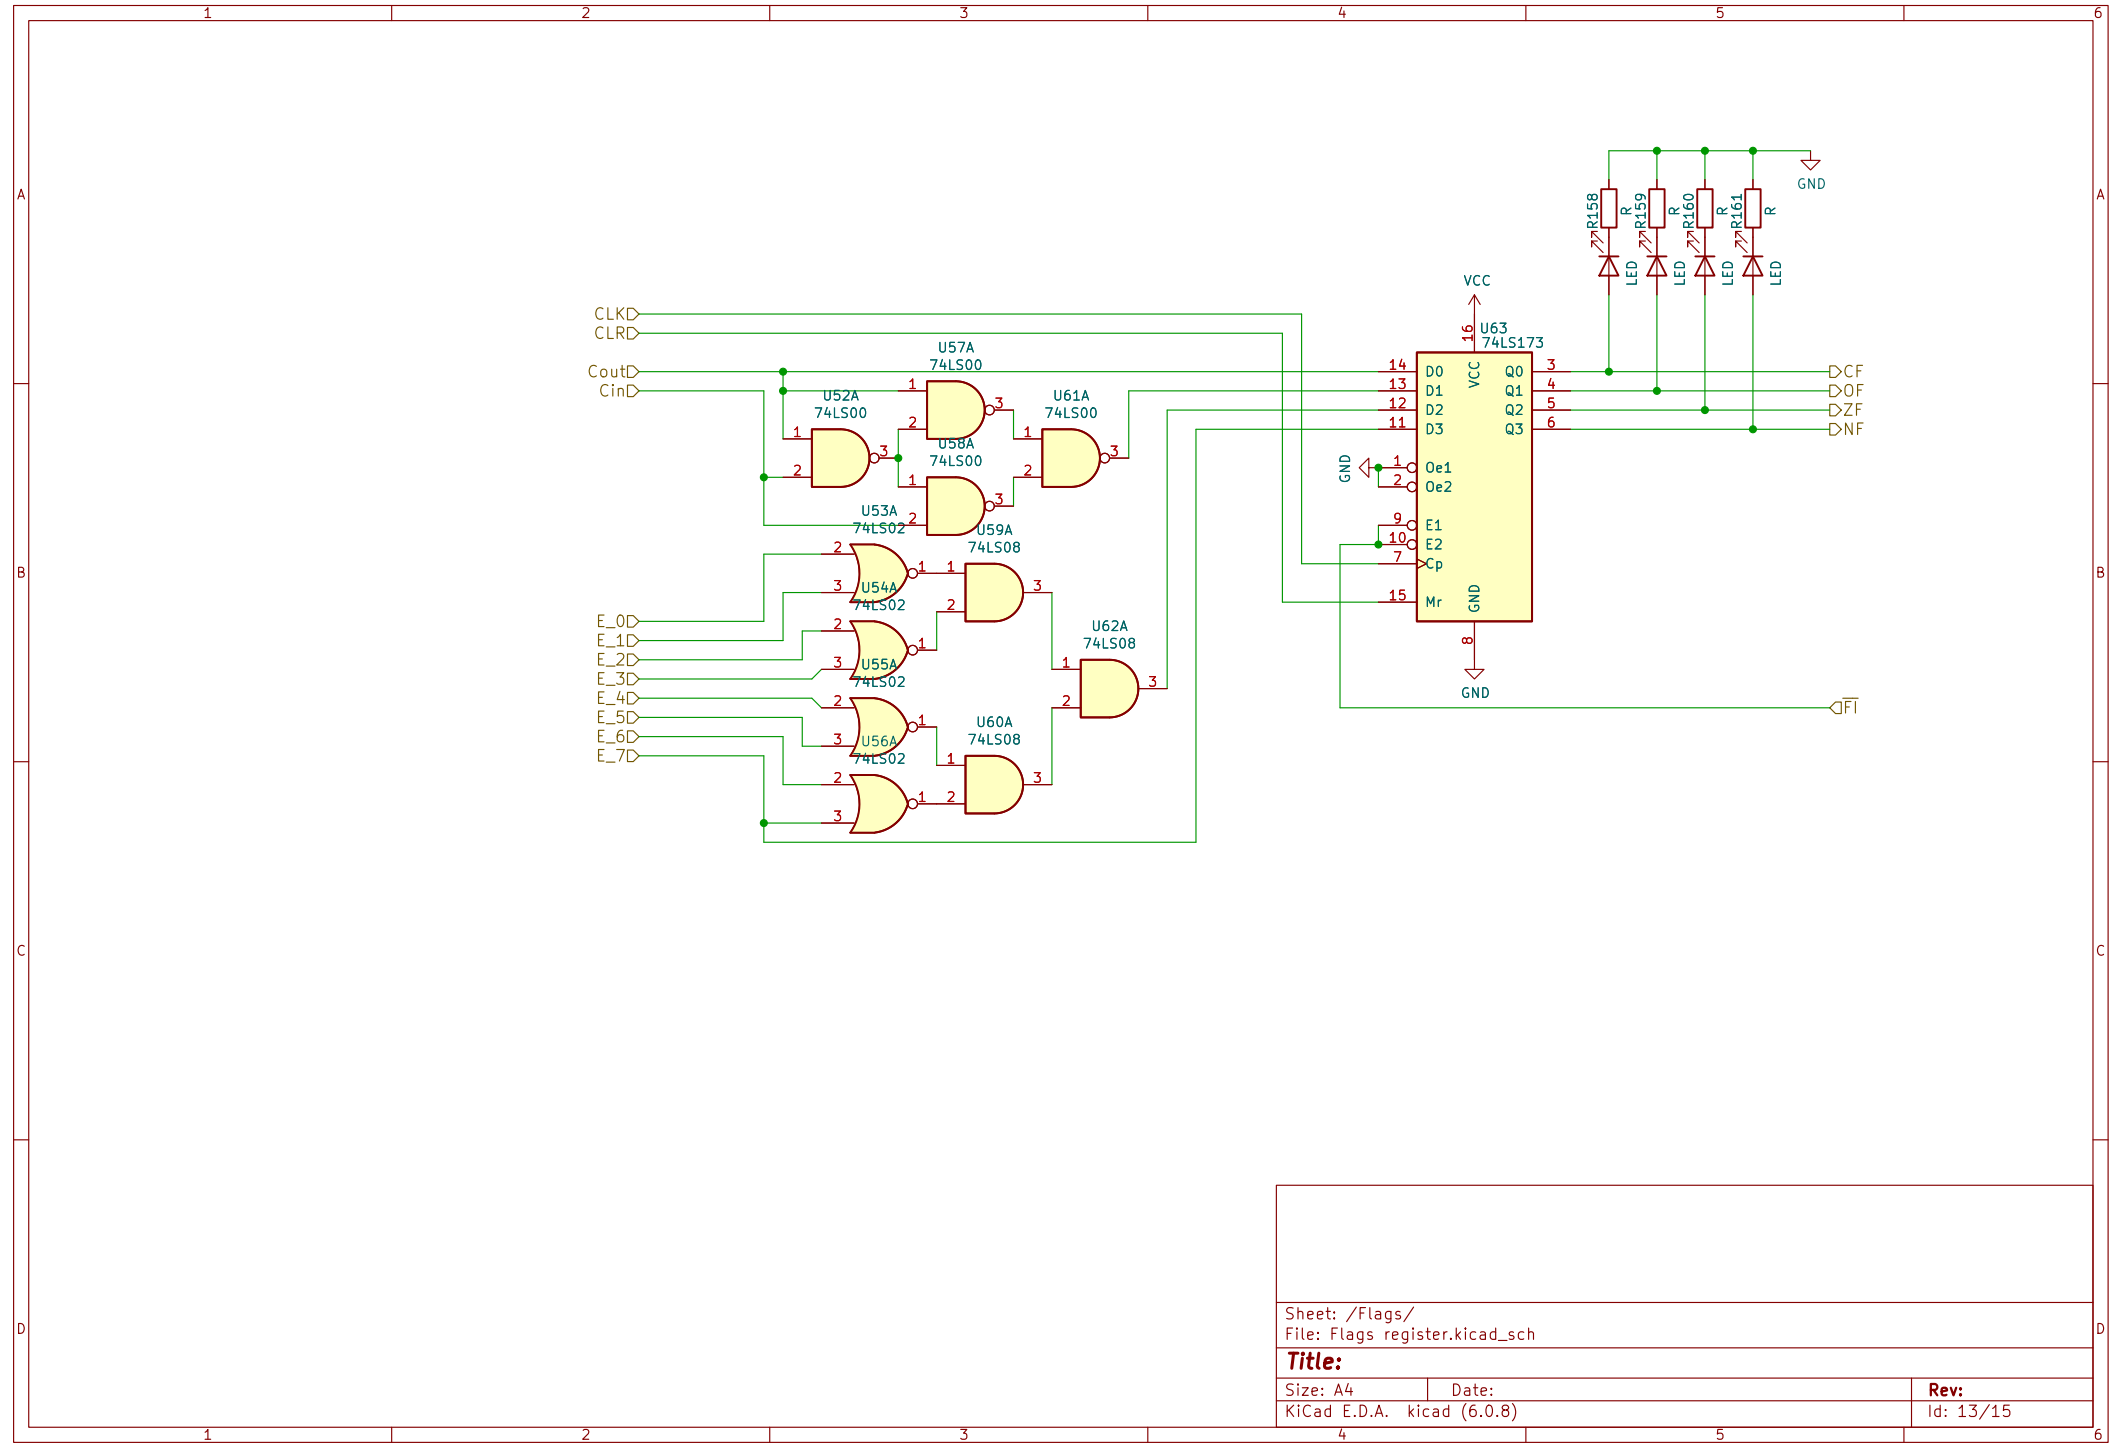 1 2 3 4 5 6
A A
GND
R158 R R159 R R160 R R161 R
LED LED LED LED
VCC
CLK
CLR
16 U63
74LS173
U57A
74LS00
Cout
Cin
14 D0 VCC Q0 3 CF
13 D1 Q1 4 OF
12 D2 Q2 5 ZF
11 D3 Q3 6 NF
U52A
74LS00
1 2 3
U61A
74LS00
1 2 3
U58A
74LS00
1 2 3
1 2 3
GND
1 Oe1
2 Oe2
9 E1
10 E2
7 Cp
15 Mr
GND
8
GND
U53A
74LS02
2 3 1
U59A
74LS08
1 2 3
B B
U54A
74LS02
2 3 1
E_0
E_1
E_2
E_3
E_4
E_5
E_6
E_7
U55A
74LS02
2 3 1
U62A
74LS08
1 2 3
U56A
74LS02
2 3 1
U60A
74LS08
1 2 3
FI
C C
D D
Sheet: /Flags/
File: Flags register.kicad_sch
Title:
Size: A4 Date: Rev:
KiCad E.D.A. kicad (6.0.8) Id: 13/15
1 2 3 4 5 6